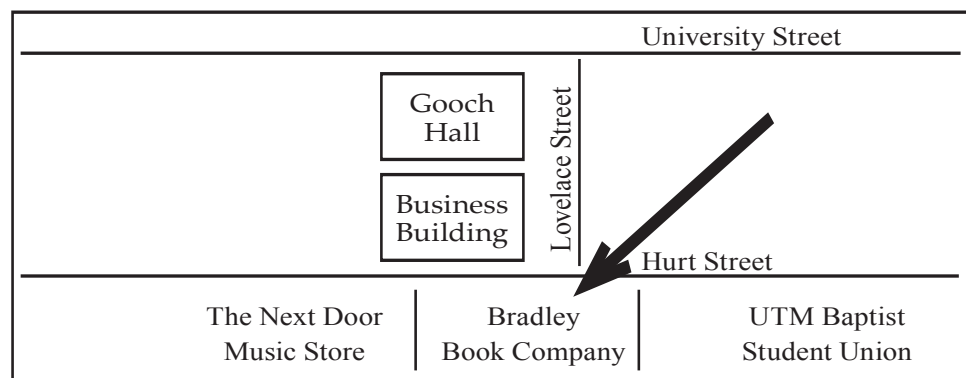 University Street
Gooch
Hall
Lovelace Street
Business
Building
Hurt Street
The Next Door
Music Store
Bradley
Book Company
UTM Baptist
Student Union